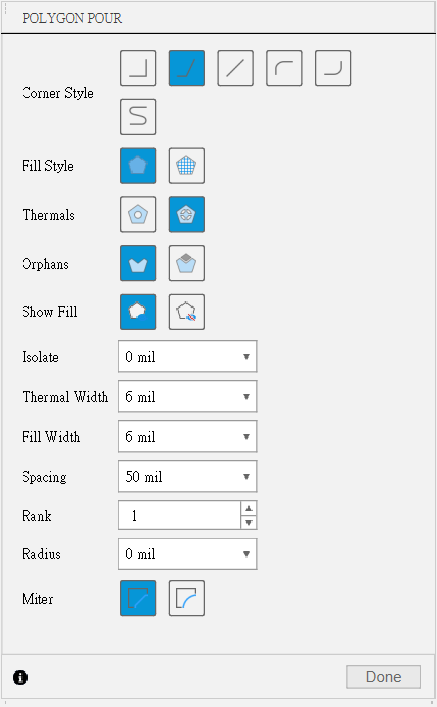 POLYGON POUR
Corner Style
Fill Style
Thermals
Orphans
Show Fill
Isolate 0 mil
Thermal Width 6 mil
Fill Width 6 mil
Spacing 50 mil
Rank 1
Radius 0 mil
Miter
Done